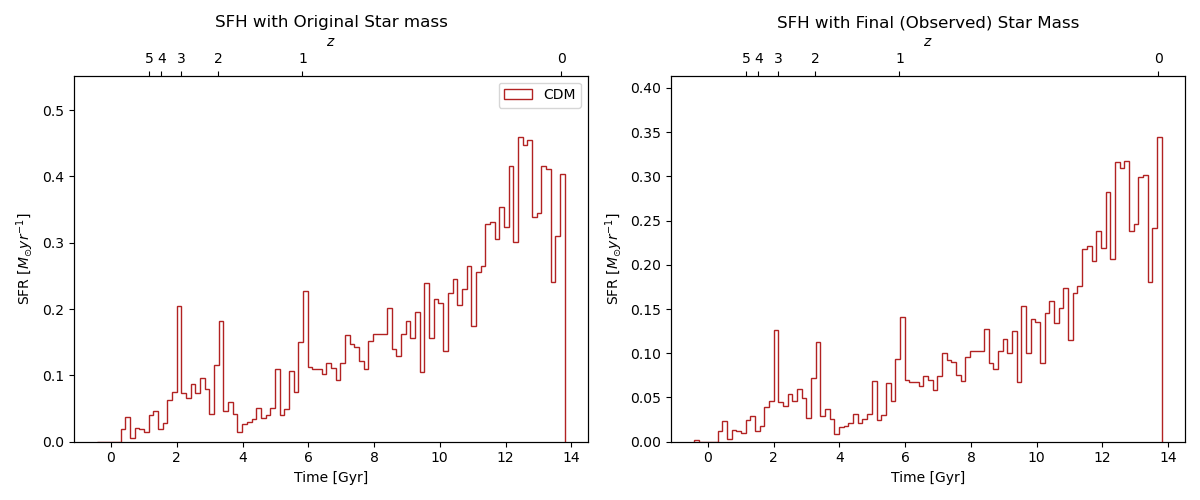 SFH with Original Star mass
z
5 4 3 2 1 0
CDM
0.5
0.4
0.3
0.2
0.1
0.0
SFR [M⊙yr⁻¹]
0 2 4 6 8 10 12 14
Time [Gyr]
SFH with Final (Observed) Star Mass
z
5 4 3 2 1 0
0.40
0.35
0.30
0.25
0.20
0.15
0.10
0.05
0.00
SFR [M⊙yr⁻¹]
0 2 4 6 8 10 12 14
Time [Gyr]